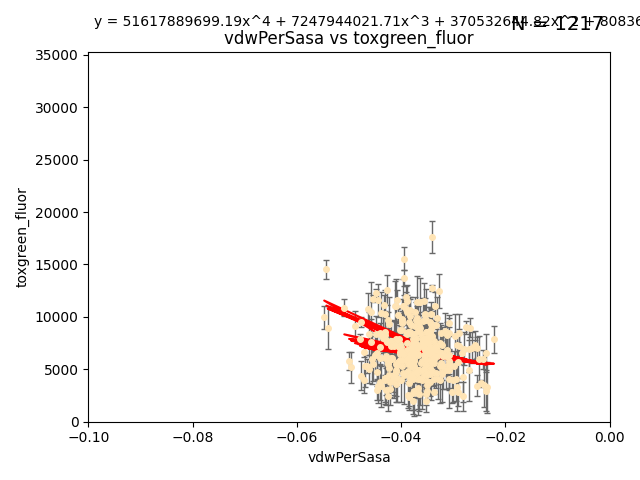 y = 51617889699.19x^4 + 7247944021.71x^3 +
N = 1217
vdwPerSasa vs toxgreen_fluor
35000
30000
25000
20000
15000
10000
5000
0
toxgreen_fluor
−0.10 −0.08 −0.06 −0.04 −0.02 0.00
vdwPerSasa